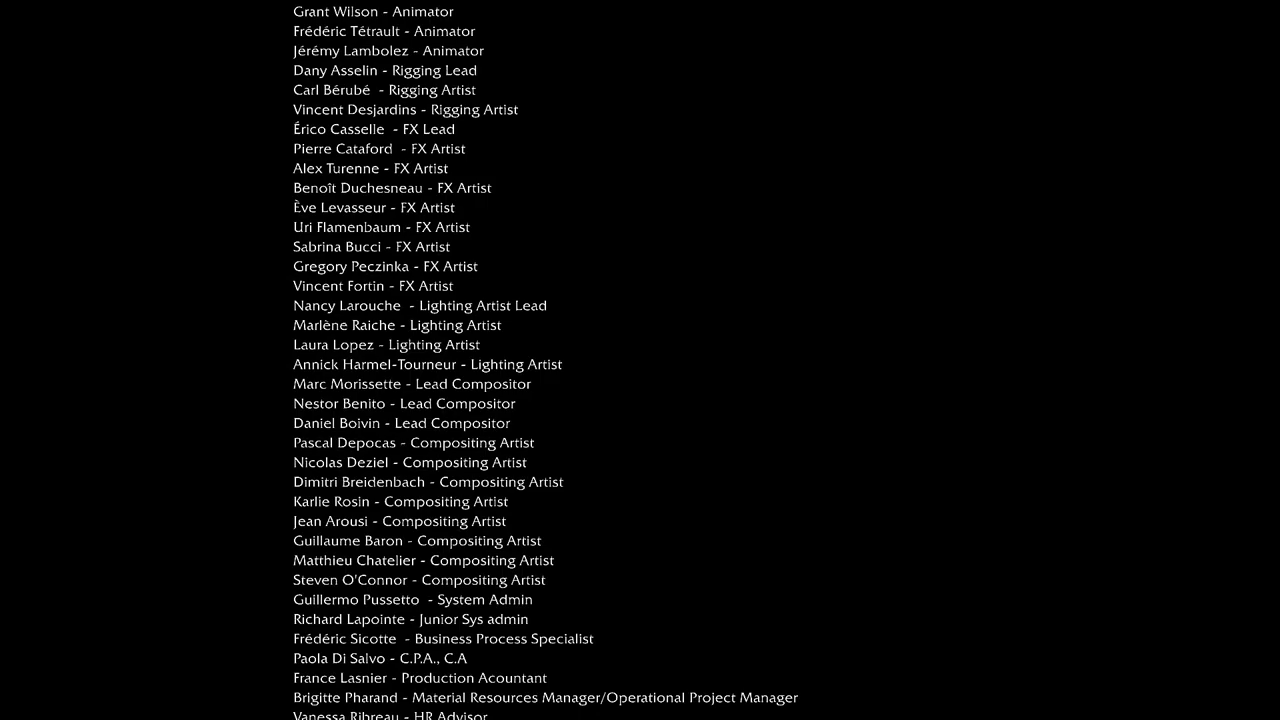 Grant Wilson - Animator
Frédéric Tétrault - Animator
Jérémy Lambolez - Animator
Dany Asselin - Rigging Lead
Carl Bérubé  - Rigging Artist
Vincent Desjardins - Rigging Artist
Érico Casselle  - FX Lead
Pierre Cataford  - FX Artist
Alex Turenne - FX Artist
Benoît Duchesneau - FX Artist
Ève Levasseur - FX Artist
Uri Flamenbaum - FX Artist
Sabrina Bucci - FX Artist
Gregory Peczinka - FX Artist
Vincent Fortin - FX Artist
Nancy Larouche  - Lighting Artist Lead
Marlène Raiche - Lighting Artist
Laura Lopez - Lighting Artist
Annick Harmel-Tourneur - Lighting Artist
Marc Morissette - Lead Compositor
Nestor Benito - Lead Compositor
Daniel Boivin - Lead Compositor
Pascal Depocas - Compositing Artist
Nicolas Deziel - Compositing Artist
Dimitri Breidenbach - Compositing Artist
Karlie Rosin - Compositing Artist
Jean Arousi - Compositing Artist
Guillaume Baron - Compositing Artist
Matthieu Chatelier - Compositing Artist
Steven O'Connor - Compositing Artist
Guillermo Pussetto  - System Admin
Richard Lapointe - Junior Sys admin
Frédéric Sicotte  - Business Process Specialist
Paola Di Salvo - C.P.A., C.A
France Lasnier - Production Acountant
Brigitte Pharand - Material Resources Manager/Operational Project Manager
Vanessa Ribreau - HR Advisor